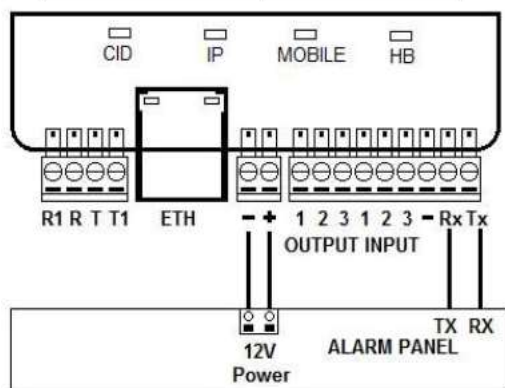 CID IP MOBILE HB
R1 R T T1 ETH - + 1 2 3 1 2 3 - Rx Tx
OUTPUT INPUT
TX RX
12V ALARM PANEL
Power